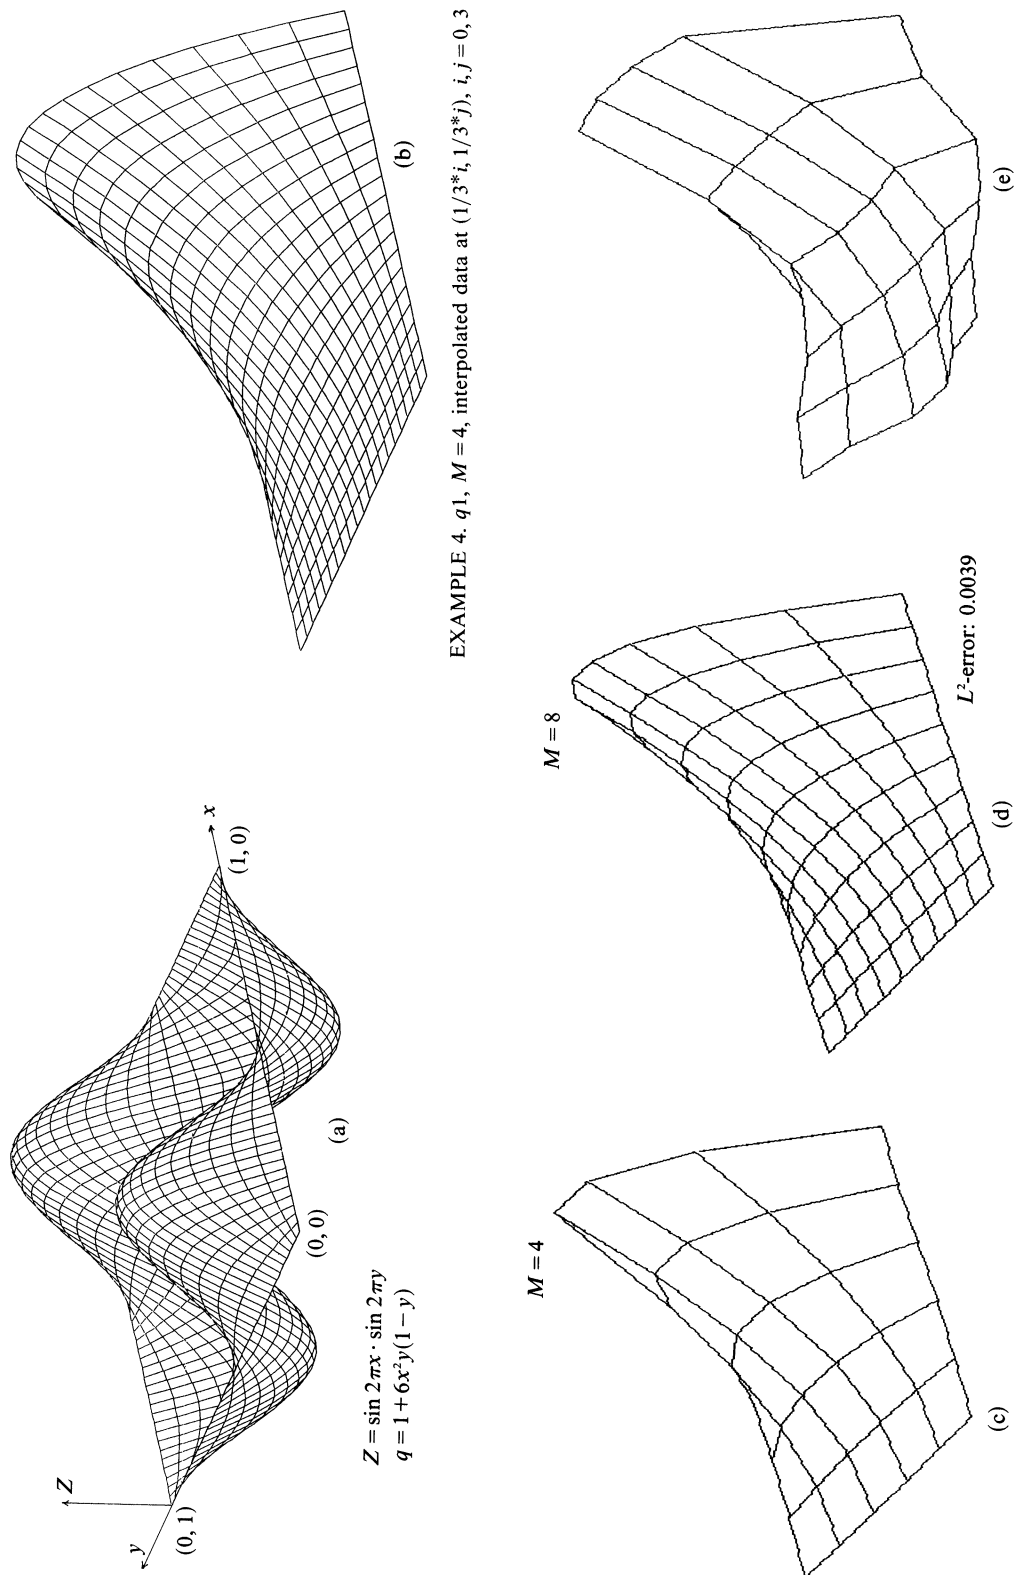 Z
y
x
(0, 1)
(0, 0)
(1, 0)
(a)
Z = sin 2πx · sin 2πy
q = 1 + 6x²y(1 − y)
(b)
EXAMPLE 4. q1, M = 4, interpolated data at (1/3*i, 1/3*j), i, j = 0, 3
M = 4
(c)
M = 8
(d)
L²-error: 0.0039
(e)